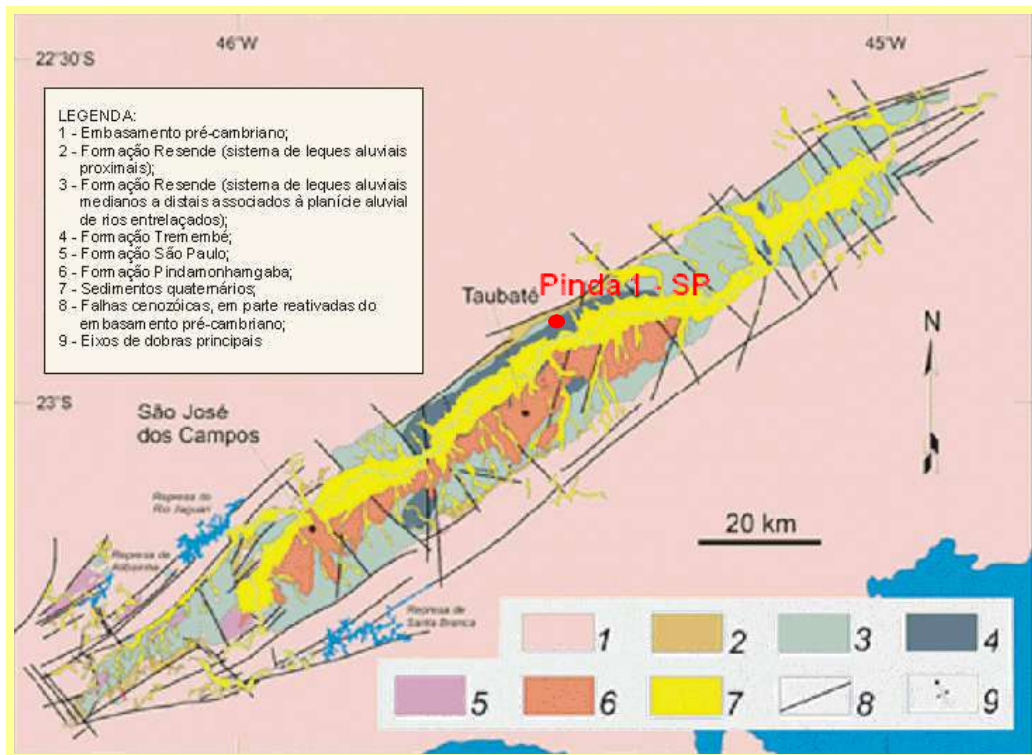 46°W
45°W
22°30'S
LEGENDA:
1 - Embasamento pré-cambriano;
2 - Formação Resende (sistema de leques aluviais
proximais);
3 - Formação Resende (sistema de leques aluviais
medianos a distais associados à planície aluvial
de rios entrelaçados);
4 - Formação Tremembé;
5 - Formação São Paulo;
6 - Formação Pindamonhamgaba;
7 - Sedimentos quaternários;
8 - Falhas cenozóicas, em parte reativadas do
embasamento pré-cambriano;
9 - Eixos de dobras principais
Pinda 1 - SP
Taubaté
N
23°S
São José
dos Campos
Represa do
Rio Jaguari
20 km
Represa de
Represa de
Santa Branca
1
2
3
4
5
6
7
8
9